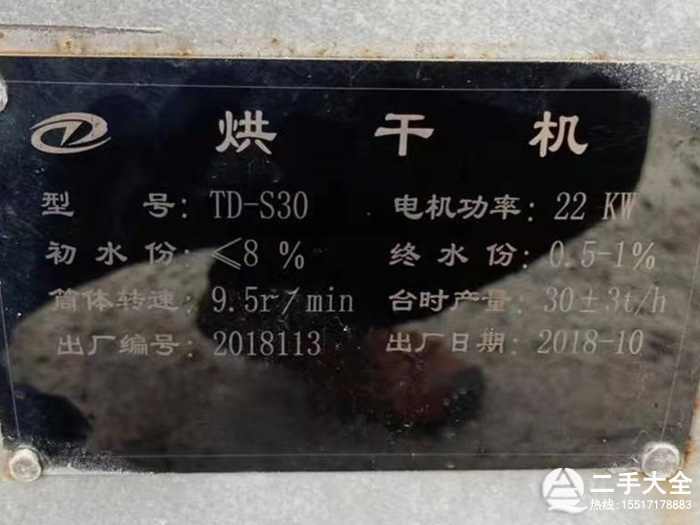 烘干机
型 号: TD-S30 电机功率: 22 KW
初水份: ≤8 % 终水份: 0.5-1%
筒体转速: 9.5r/min 台时产量: 30±3t/h
出厂编号: 2018113 出厂日期: 2018-10
二手大全
热线: 15517178883